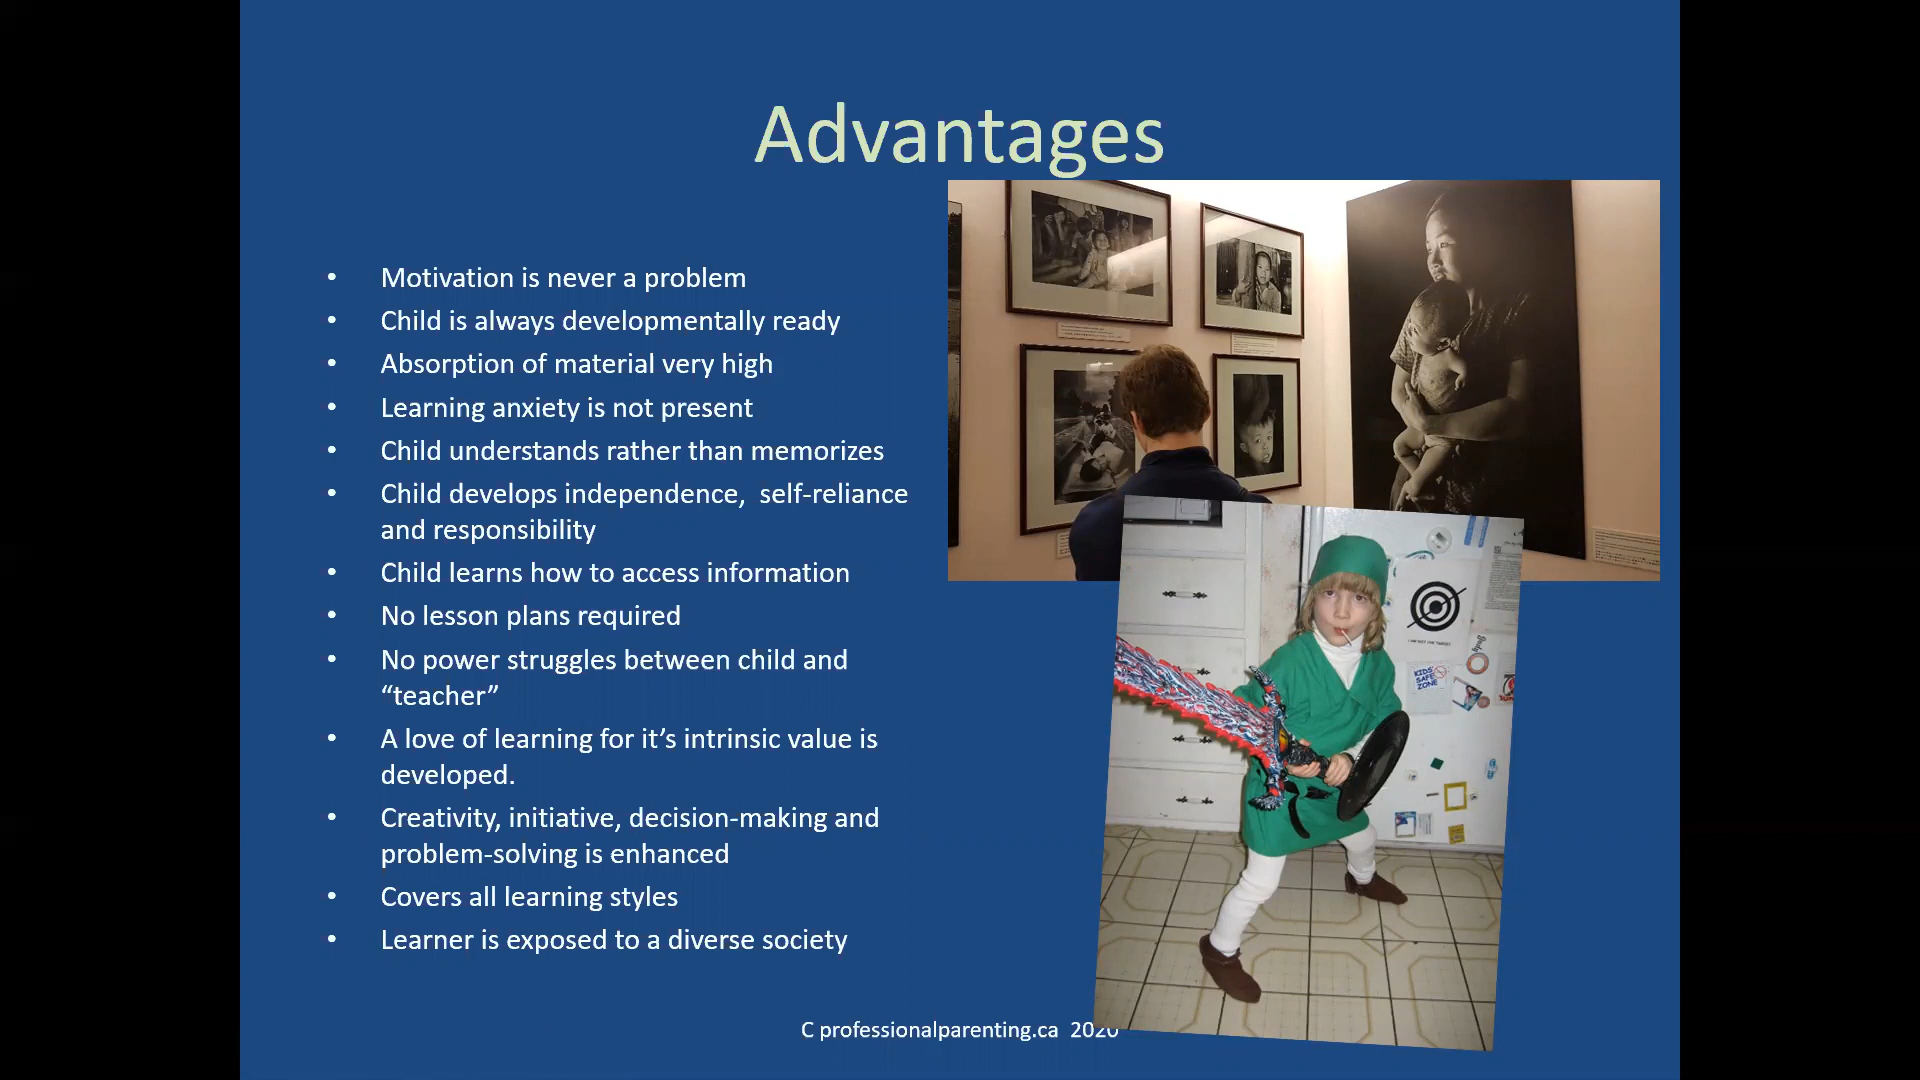 Advantages
• Motivation is never a problem
• Child is always developmentally ready
• Absorption of material very high
• Learning anxiety is not present
• Child understands rather than memorizes
• Child develops independence,  self-reliance
and responsibility
• Child learns how to access information
• No lesson plans required
• No power struggles between child and
“teacher”
• A love of learning for it’s intrinsic value is
developed.
• Creativity, initiative, decision-making and
problem-solving is enhanced
• Covers all learning styles
• Learner is exposed to a diverse society
KIDS'
SAFE
ZONE
C professionalparenting.ca  2020